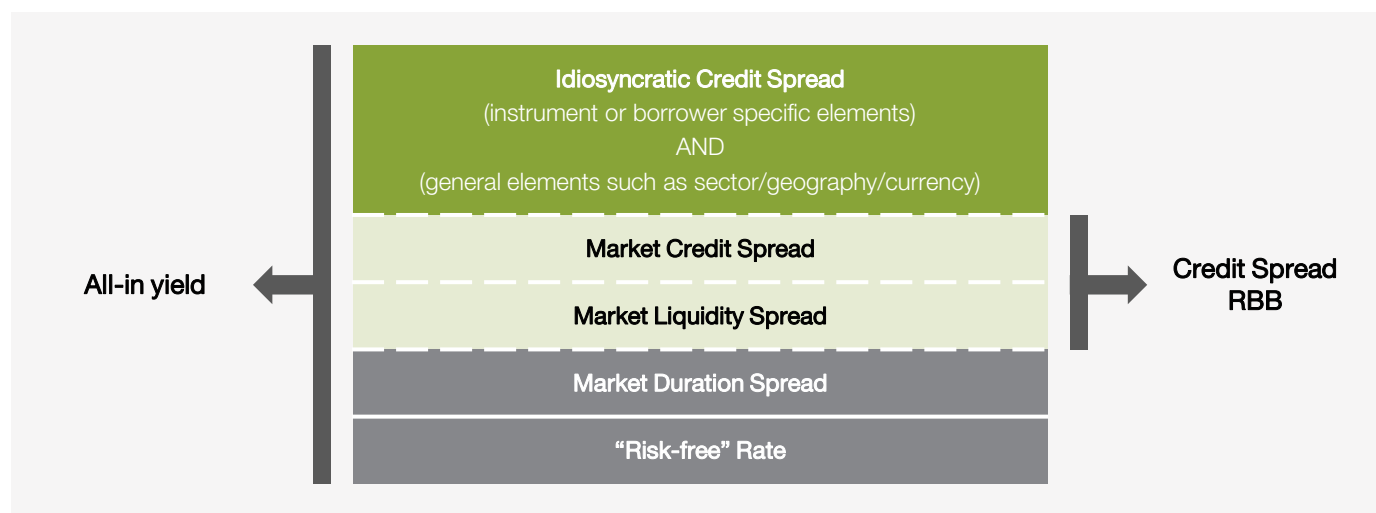 Idiosyncratic Credit Spread
(instrument or borrower specific elements)
AND
(general elements such as sector/geography/currency)
Market Credit Spread
All-in yield
Credit Spread
RBB
Market Liquidity Spread
Market Duration Spread
“Risk-free” Rate